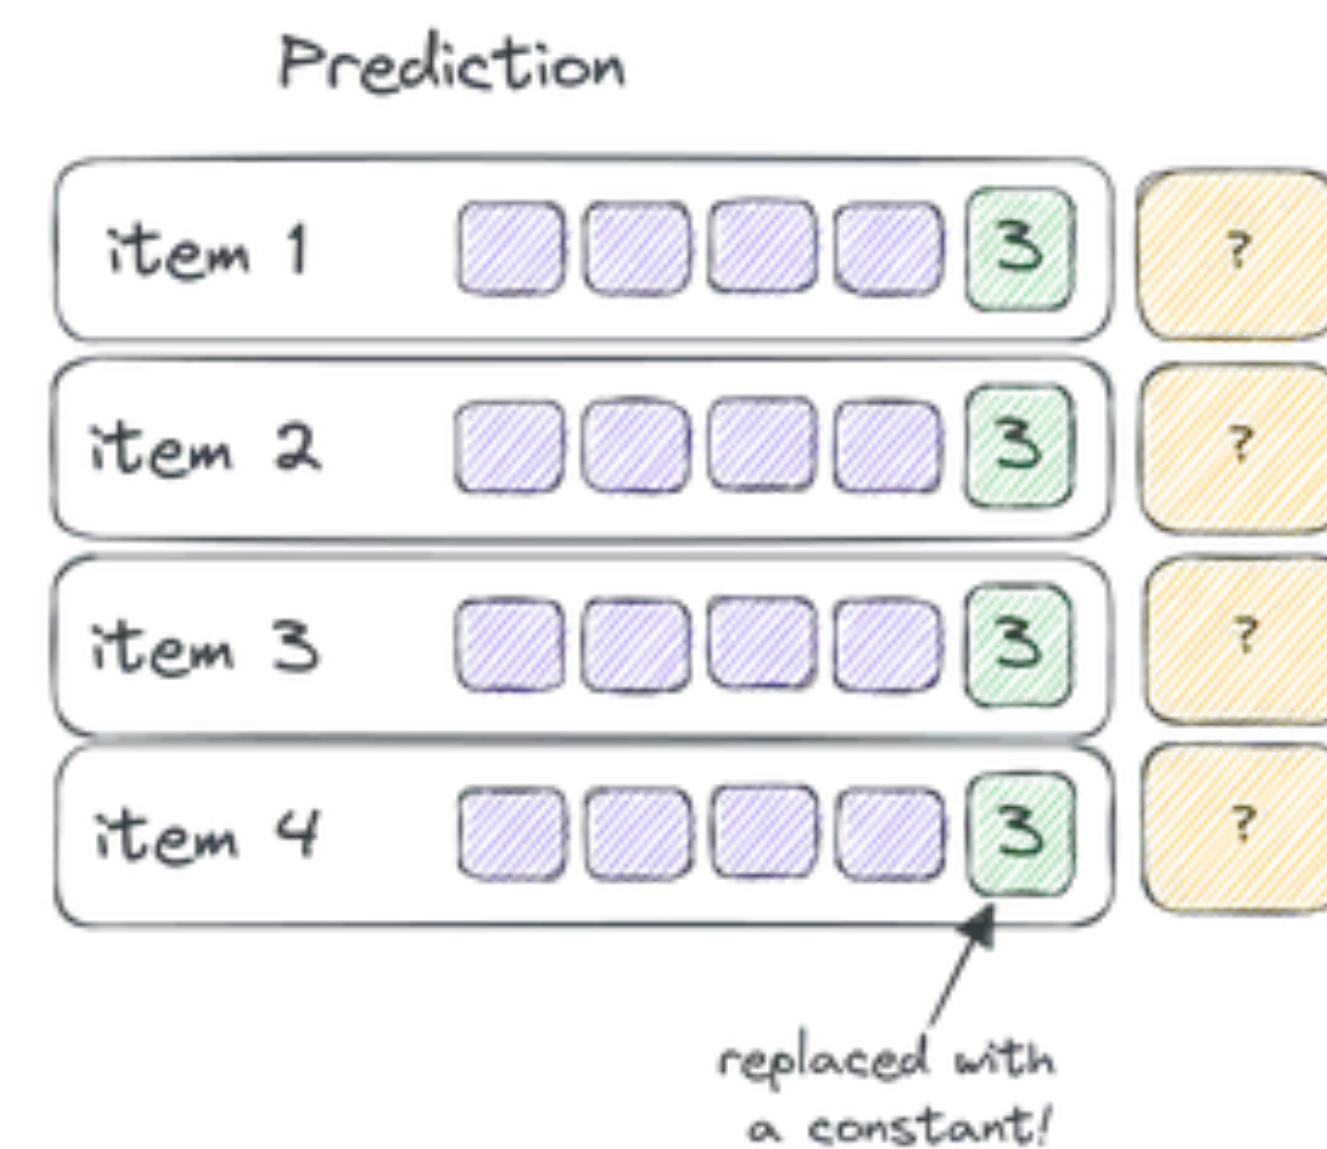 Prediction
item 1 3 ?
item 2 3 ?
item 3 3 ?
item 4 3 ?
replaced with
a constant!